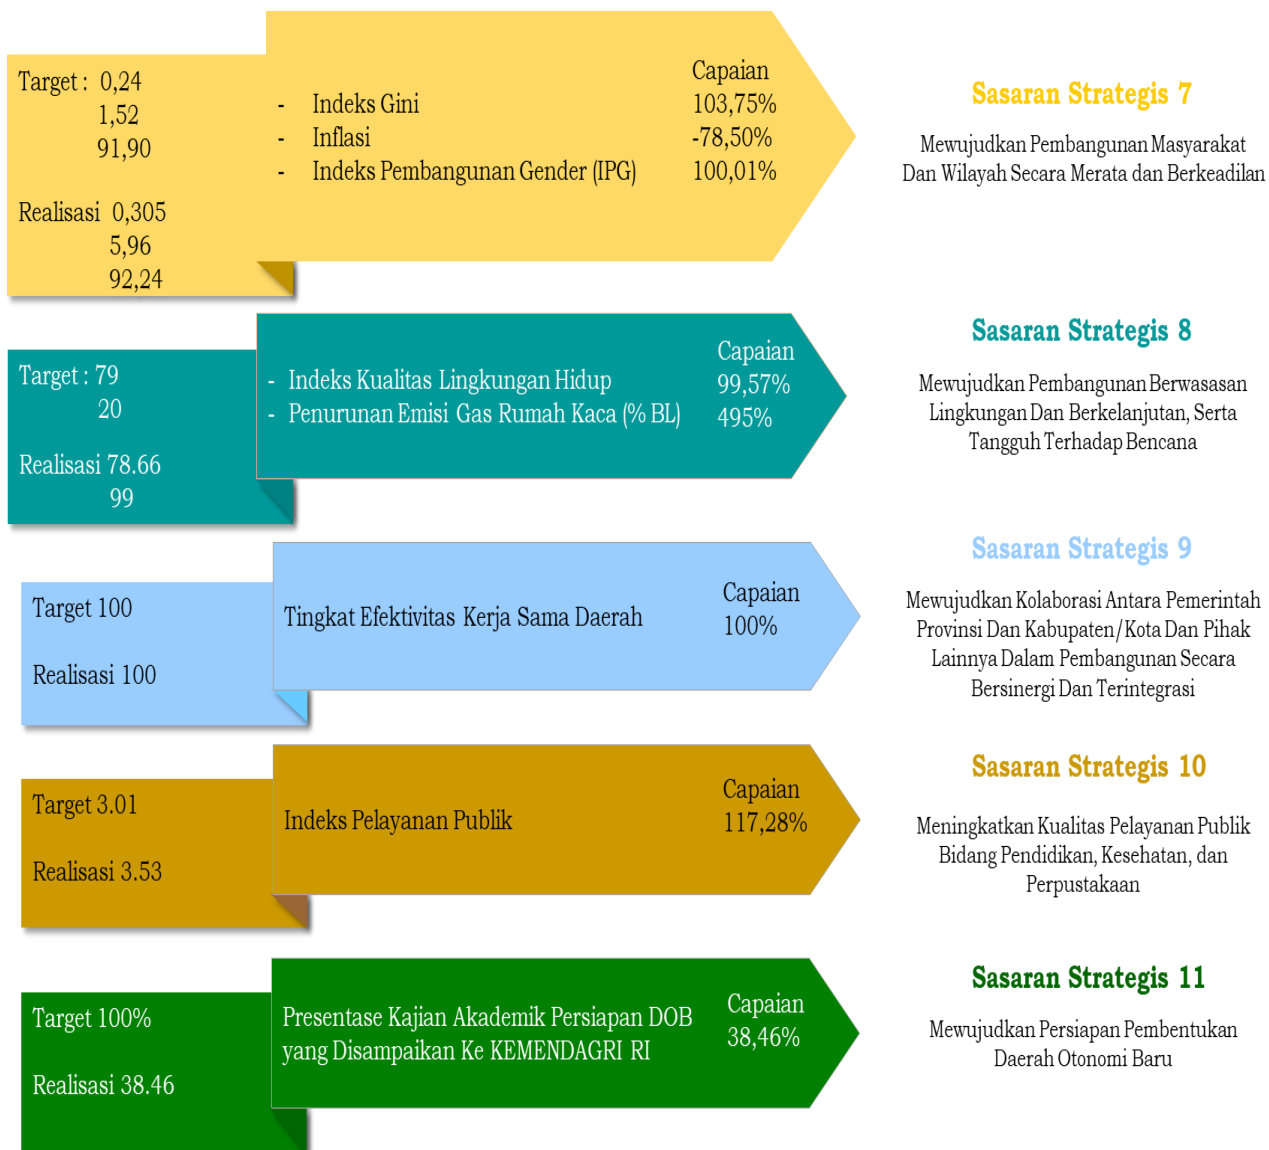 Target : 0,24
1,52
91,90
Realisasi 0,305
5,96
92,24
Capaian
- Indeks Gini 103,75%
- Inflasi -78,50%
- Indeks Pembangunan Gender (IPG) 100,01%
Sasaran Strategis 7
Mewujudkan Pembangunan Masyarakat
Dan Wilayah Secara Merata dan Berkeadilan
Target : 79
20
Realisasi 78.66
99
- Indeks Kualitas Lingkungan Hidup
- Penurunan Emisi Gas Rumah Kaca (% BL)
Capaian
99,57%
495%
Sasaran Strategis 8
Mewujudkan Pembangunan Berwasasan
Lingkungan Dan Berkelanjutan, Serta
Tangguh Terhadap Bencana
Target 100
Realisasi 100
Tingkat Efektivitas Kerja Sama Daerah
Capaian
100%
Sasaran Strategis 9
Mewujudkan Kolaborasi Antara Pemerintah
Provinsi Dan Kabupaten/Kota Dan Pihak
Lainnya Dalam Pembangunan Secara
Bersinergi Dan Terintegrasi
Target 3.01
Realisasi 3.53
Indeks Pelayanan Publik
Capaian
117,28%
Sasaran Strategis 10
Meningkatkan Kualitas Pelayanan Publik
Bidang Pendidikan, Kesehatan, dan
Perpustakaan
Target 100%
Realisasi 38.46
Presentase Kajian Akademik Persiapan DOB
yang Disampaikan Ke KEMENDAGRI RI
Capaian
38,46%
Sasaran Strategis 11
Mewujudkan Persiapan Pembentukan
Daerah Otonomi Baru